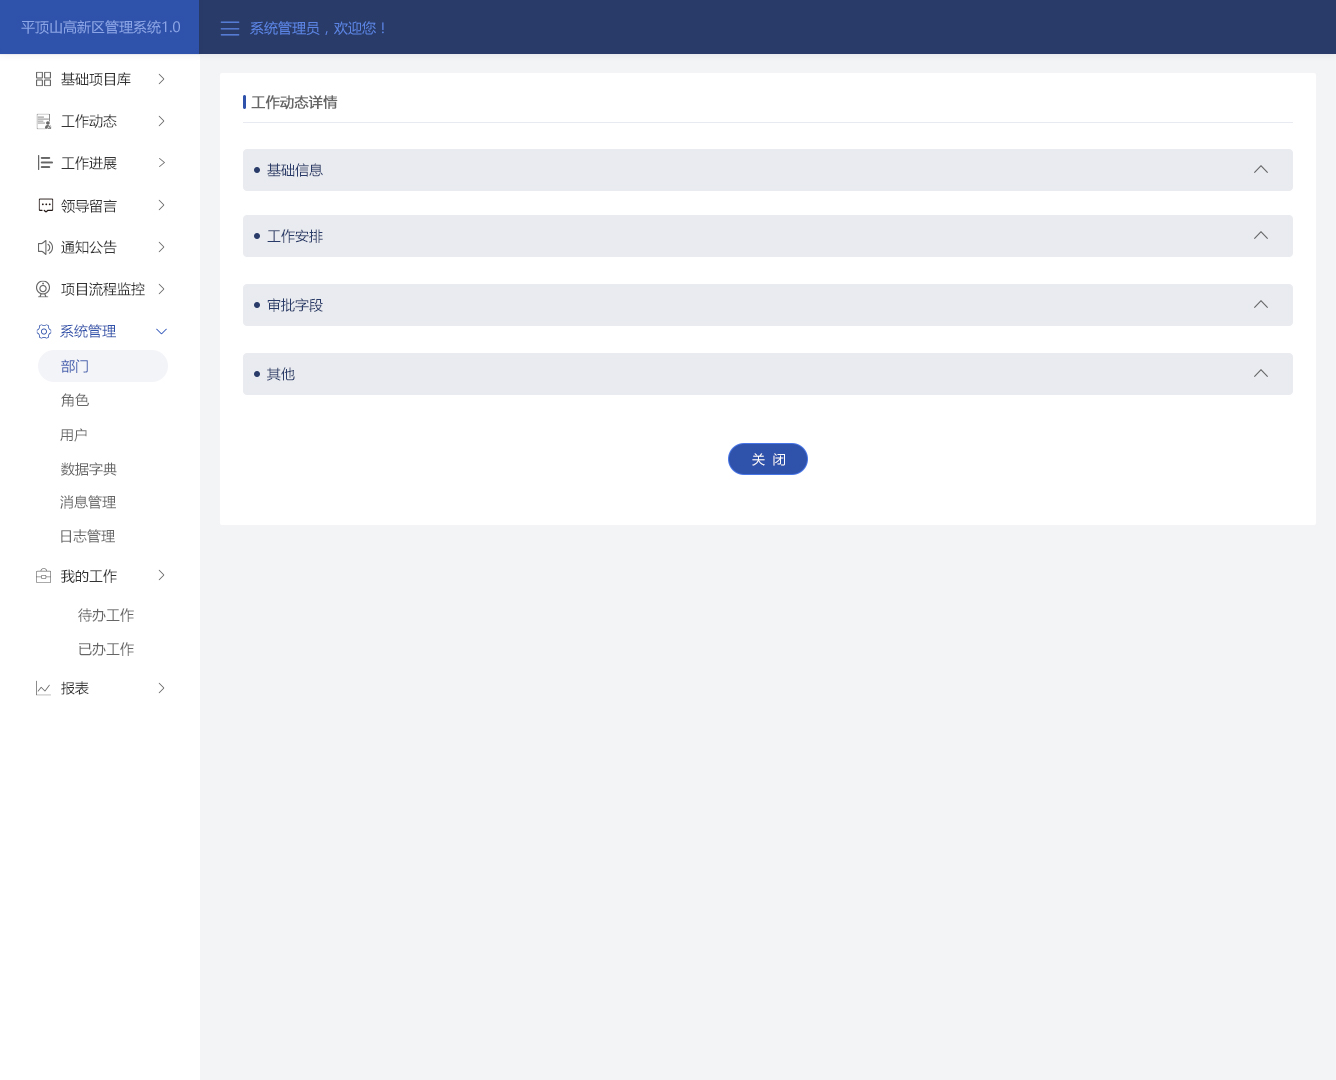 平顶山高新区管理系统1.0
系统管理员，欢迎您！
基础项目库
工作动态
工作进展
领导留言
通知公告
项目流程监控
系统管理
部门
角色
用户
数据字典
消息管理
日志管理
我的工作
待办工作
已办工作
报表
工作动态详情
基础信息
工作安排
审批字段
其他
关 闭